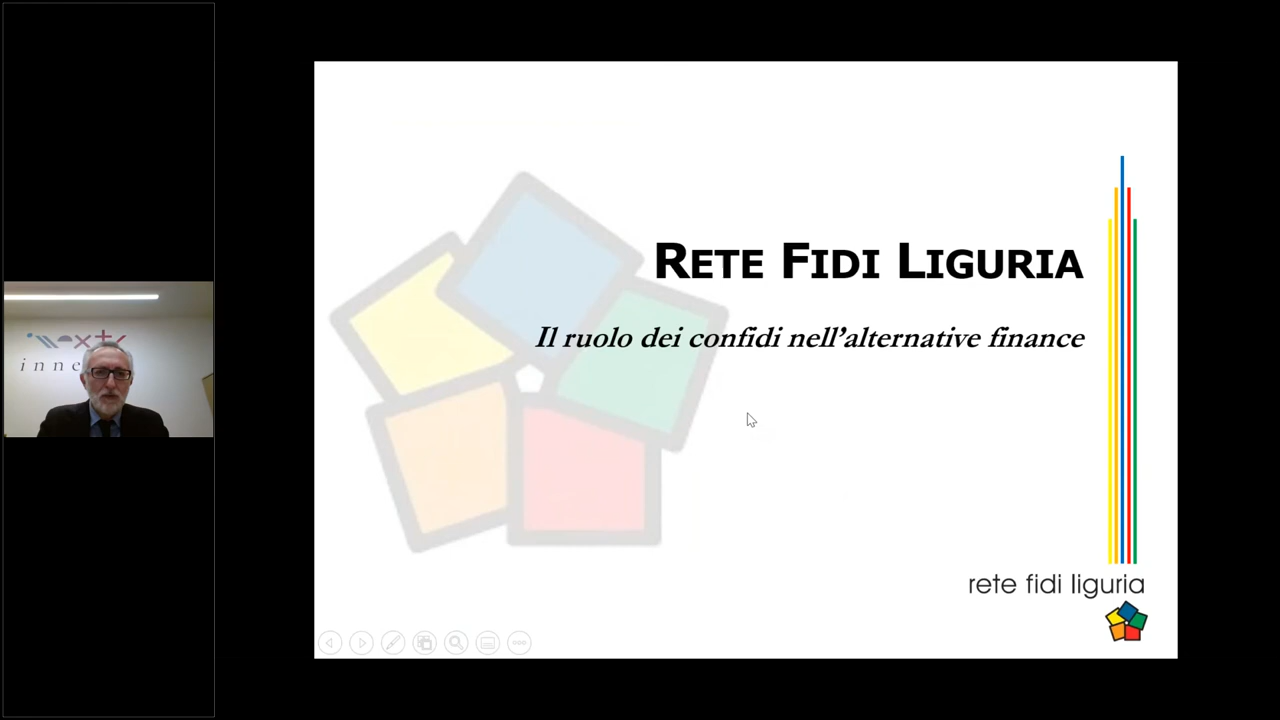 RETE FIDI LIGURIA
Il ruolo dei confidi nell'alternative finance
rete fidi liguria